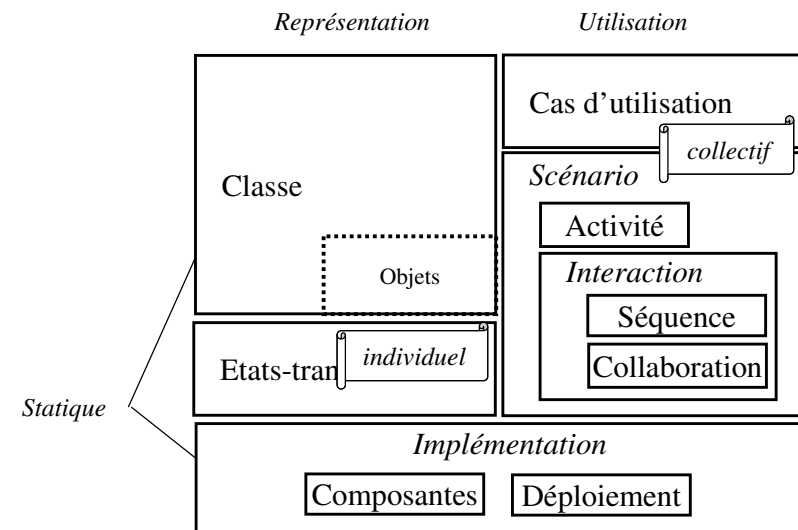 Représentation
Utilisation
Cas d'utilisation
collectif
Scénario
Classe
Activité
Objets
Interaction
Séquence
Etats-tran
individuel
Collaboration
Statique
Implémentation
Composantes
Déploiement